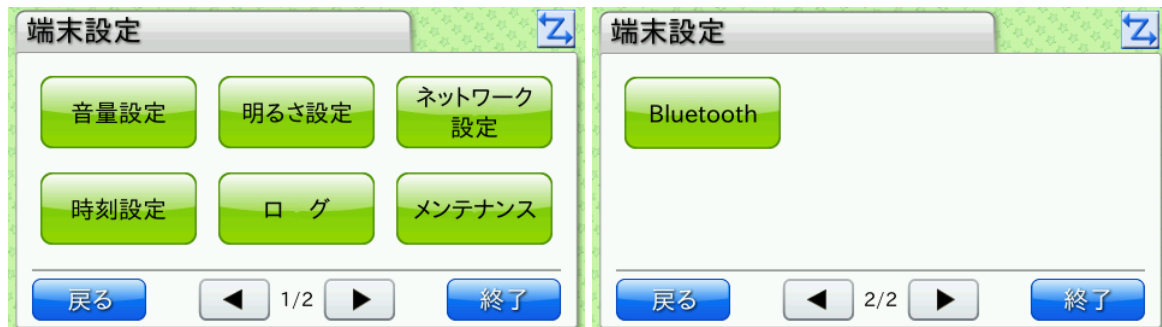 端末設定
音量設定
明るさ設定
ネットワーク
設定
時刻設定
ログ
メンテナンス
戻る
1/2
終了
端末設定
Bluetooth
戻る
2/2
終了